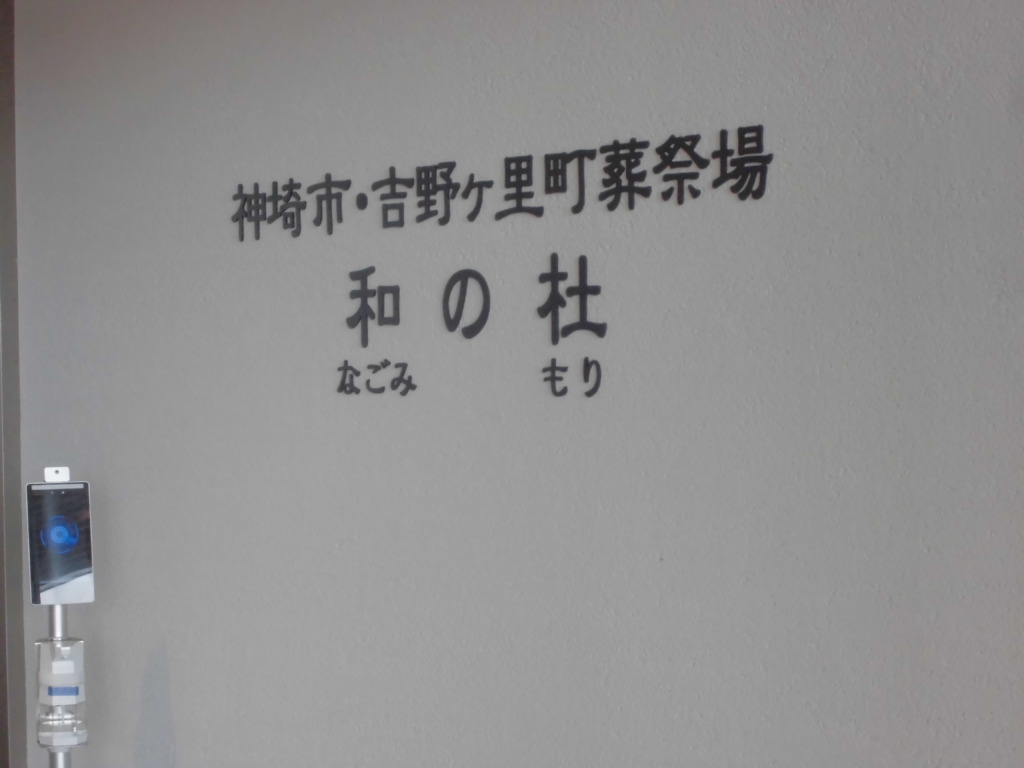 神埼市・吉野ヶ里町葬祭場
和の杜
なごみ もり